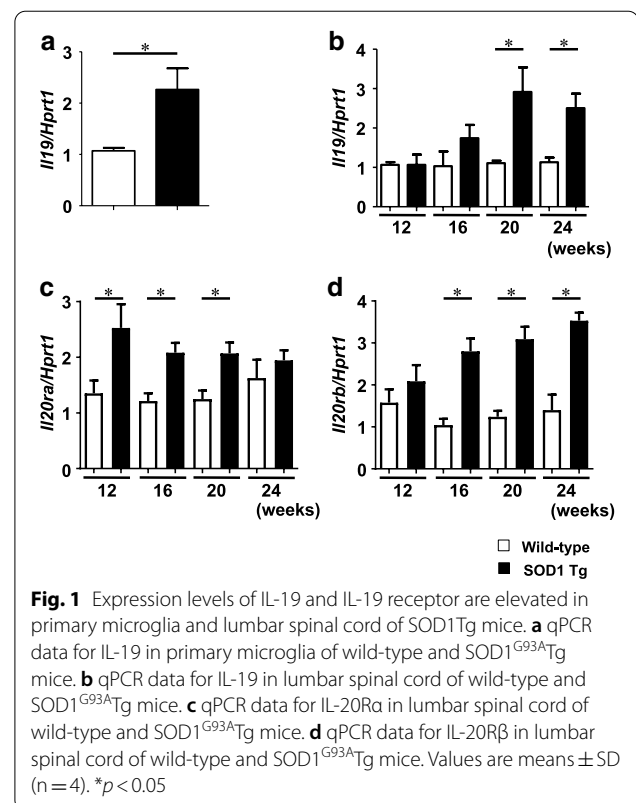 a
b
*
*
*
Il19/Hprt1
Il19/Hprt1
3
2
1
0
4
3
2
1
0
12 16 20 24
(weeks)
c
d
* * *
* * *
Il20ra/Hprt1
Il20rb/Hprt1
3
2
1
0
4
3
2
1
0
12 16 20 24
(weeks)
12 16 20 24
(weeks)
Wild-type
SOD1 Tg
Fig. 1 Expression levels of IL-19 and IL-19 receptor are elevated in
primary microglia and lumbar spinal cord of SOD1Tg mice. a qPCR
data for IL-19 in primary microglia of wild-type and SOD1G93ATg
mice. b qPCR data for IL-19 in lumbar spinal cord of wild-type and
SOD1G93ATg mice. c qPCR data for IL-20Rα in lumbar spinal cord of
wild-type and SOD1G93ATg mice. d qPCR data for IL-20Rβ in lumbar
spinal cord of wild-type and SOD1G93ATg mice. Values are means ± SD
(n = 4). *p < 0.05